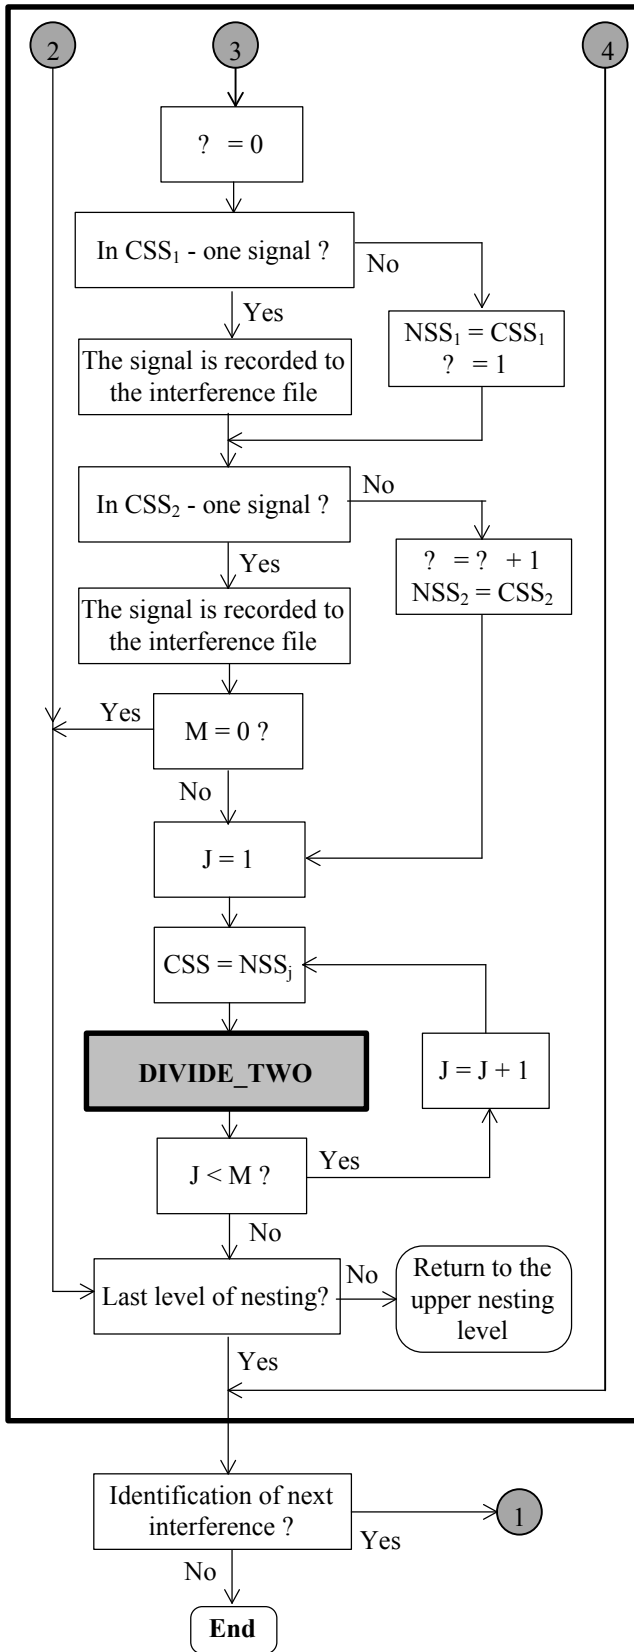 2
3
4
? = 0
In CSS₁ - one signal ?
No
Yes
NSS₁ = CSS₁
? = 1
The signal is recorded to
the interference file
In CSS₂ - one signal ?
No
Yes
? = ? + 1
NSS₂ = CSS₂
The signal is recorded to
the interference file
Yes
M = 0 ?
No
J = 1
CSS = NSSⱼ
DIVIDE_TWO
J = J + 1
J < M ?
Yes
No
Last level of nesting?
No
Return to the
upper nesting
level
Yes
Identification of next
interference ?
Yes
1
No
End